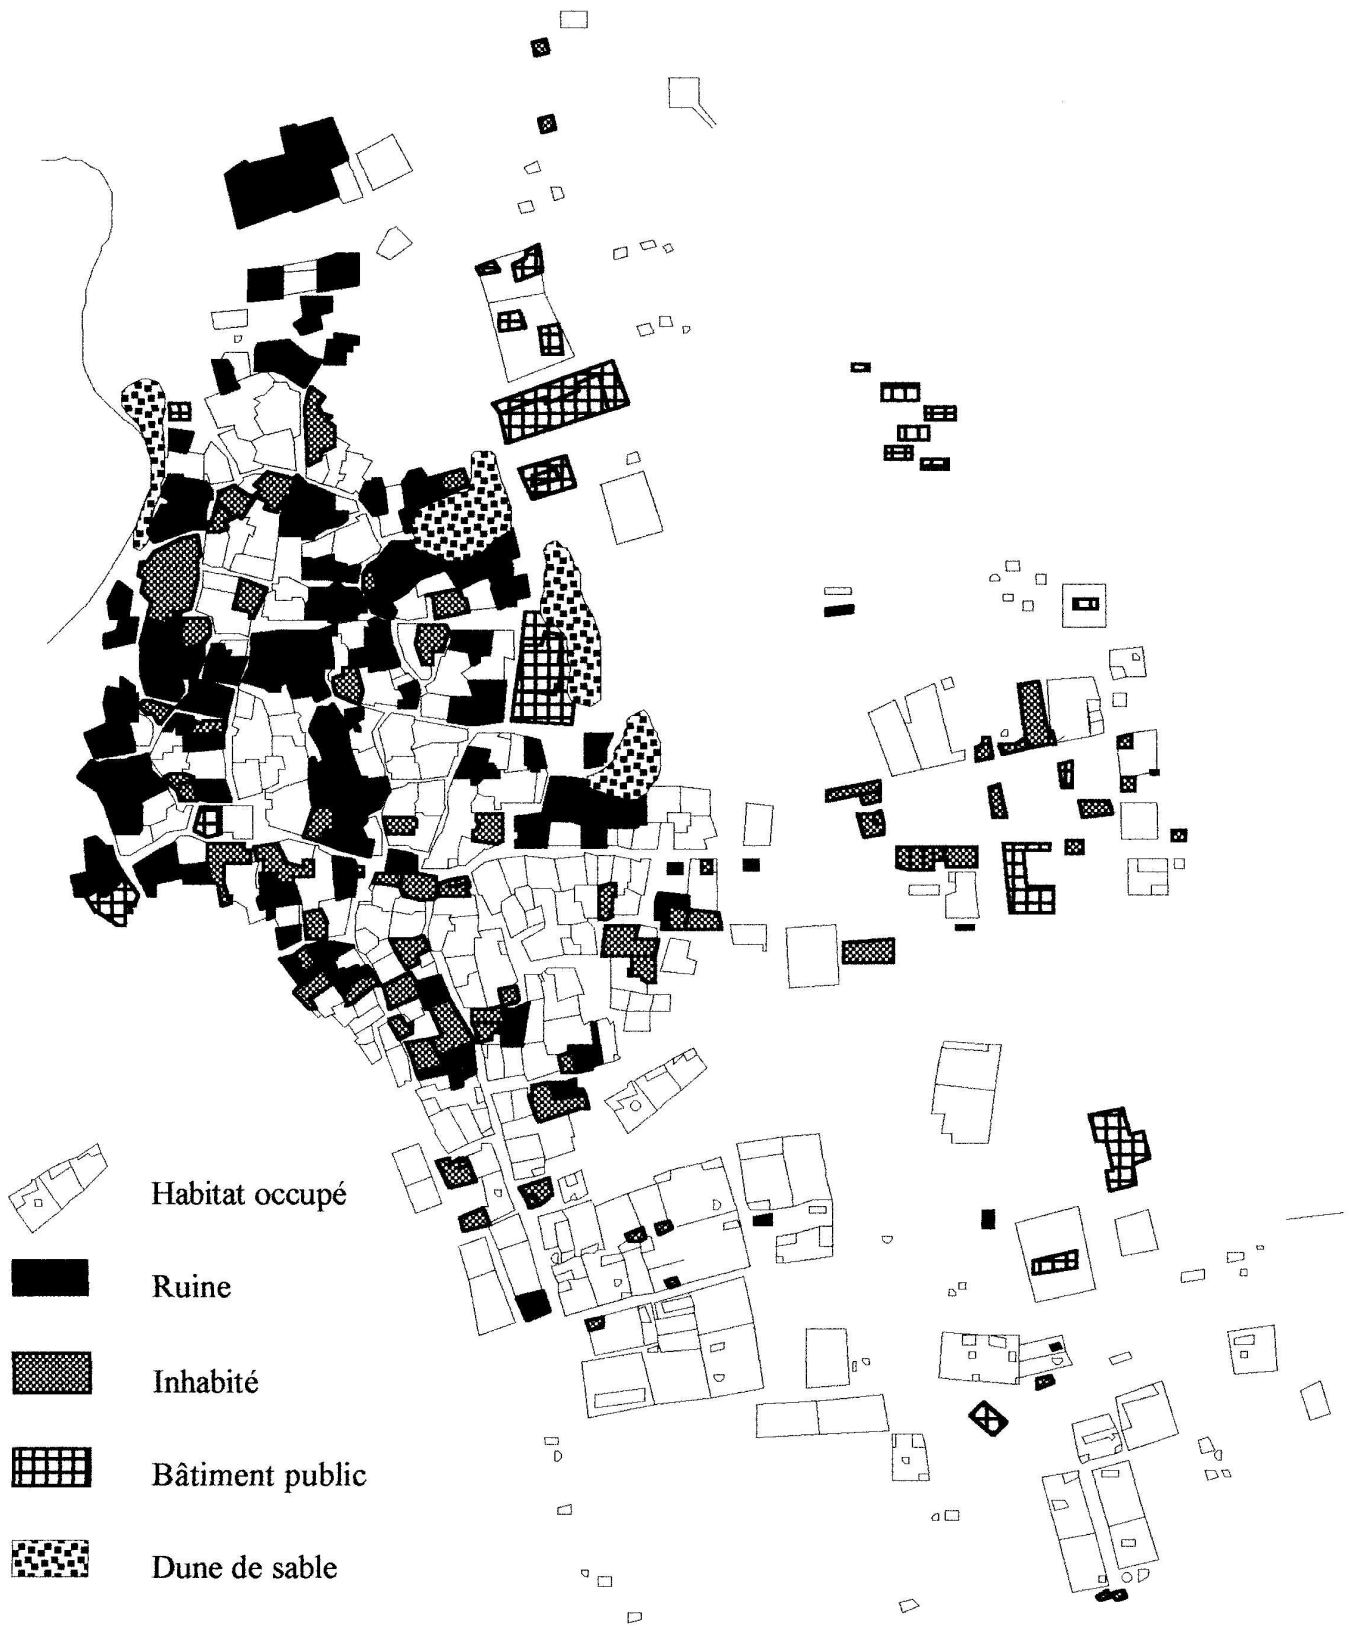 Habitat occupé
Ruine
Inhabité
Bâtiment public
Dune de sable